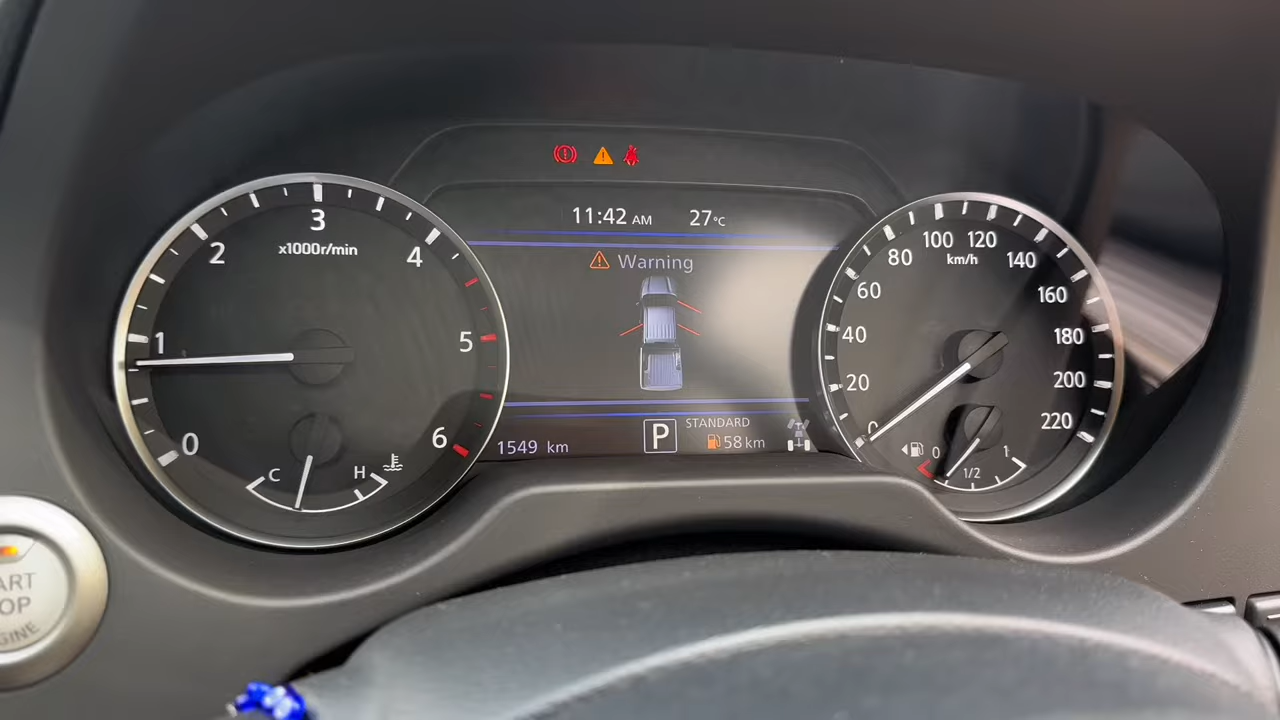 11:42 AM 27°C
Warning
0 1 2 3 4 5 6
x1000r/min
C H
1549 km
P
STANDARD
58 km
0 20 40 60 80 100 120 140 160 180 200 220
km/h
0 1/2 1
ART
OP
GINE